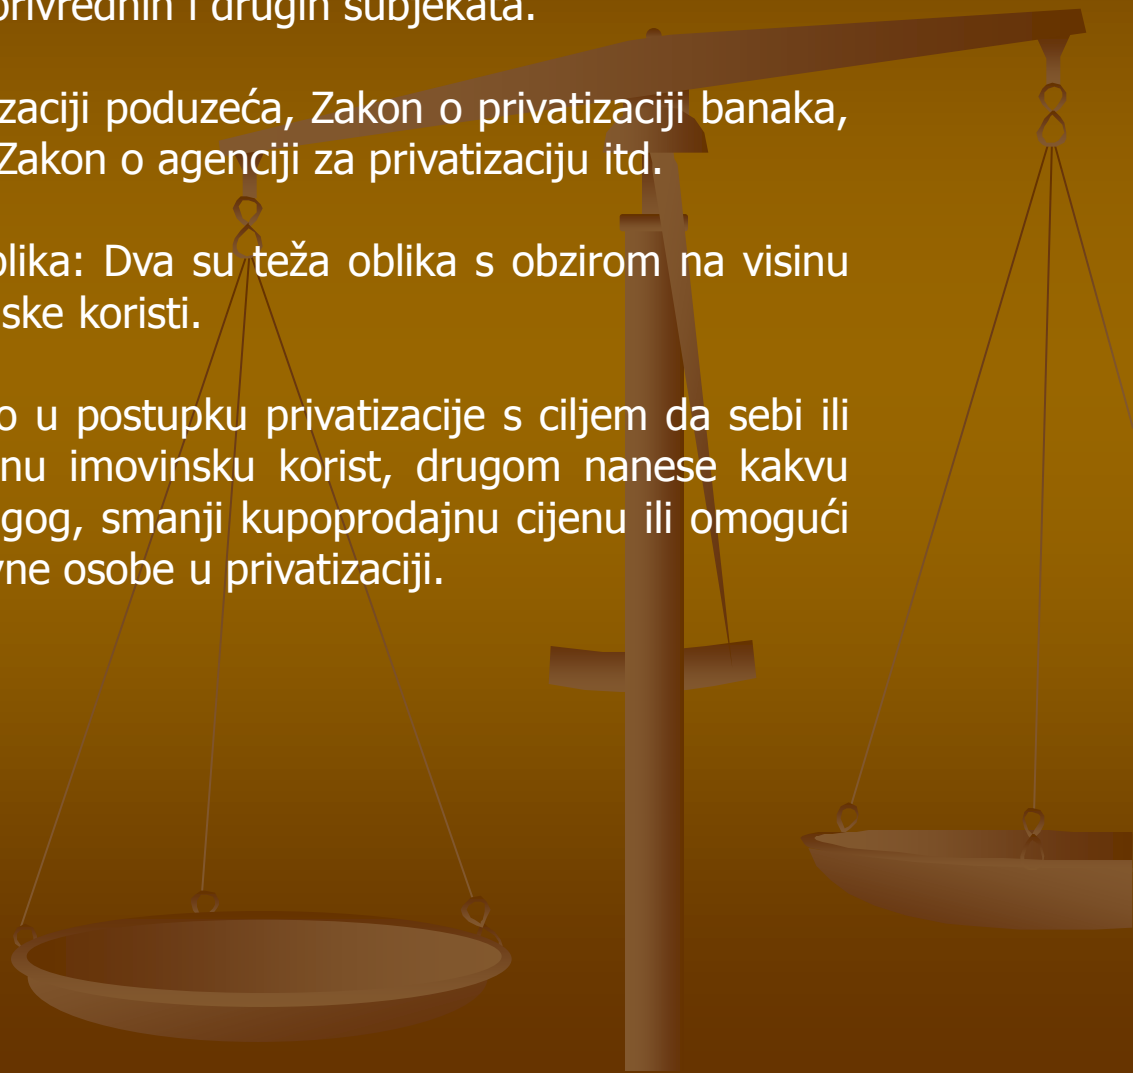 privrednih i drugih subjekata.
zaciji poduzeća, Zakon o privatizaciji banaka,
Zakon o agenciji za privatizaciju itd.
blika: Dva su teža oblika s obzirom na visinu
ske koristi.
o u postupku privatizacije s ciljem da sebi ili
nu imovinsku korist, drugom nanese kakvu
gog, smanji kupoprodajnu cijenu ili omogući
vne osobe u privatizaciji.